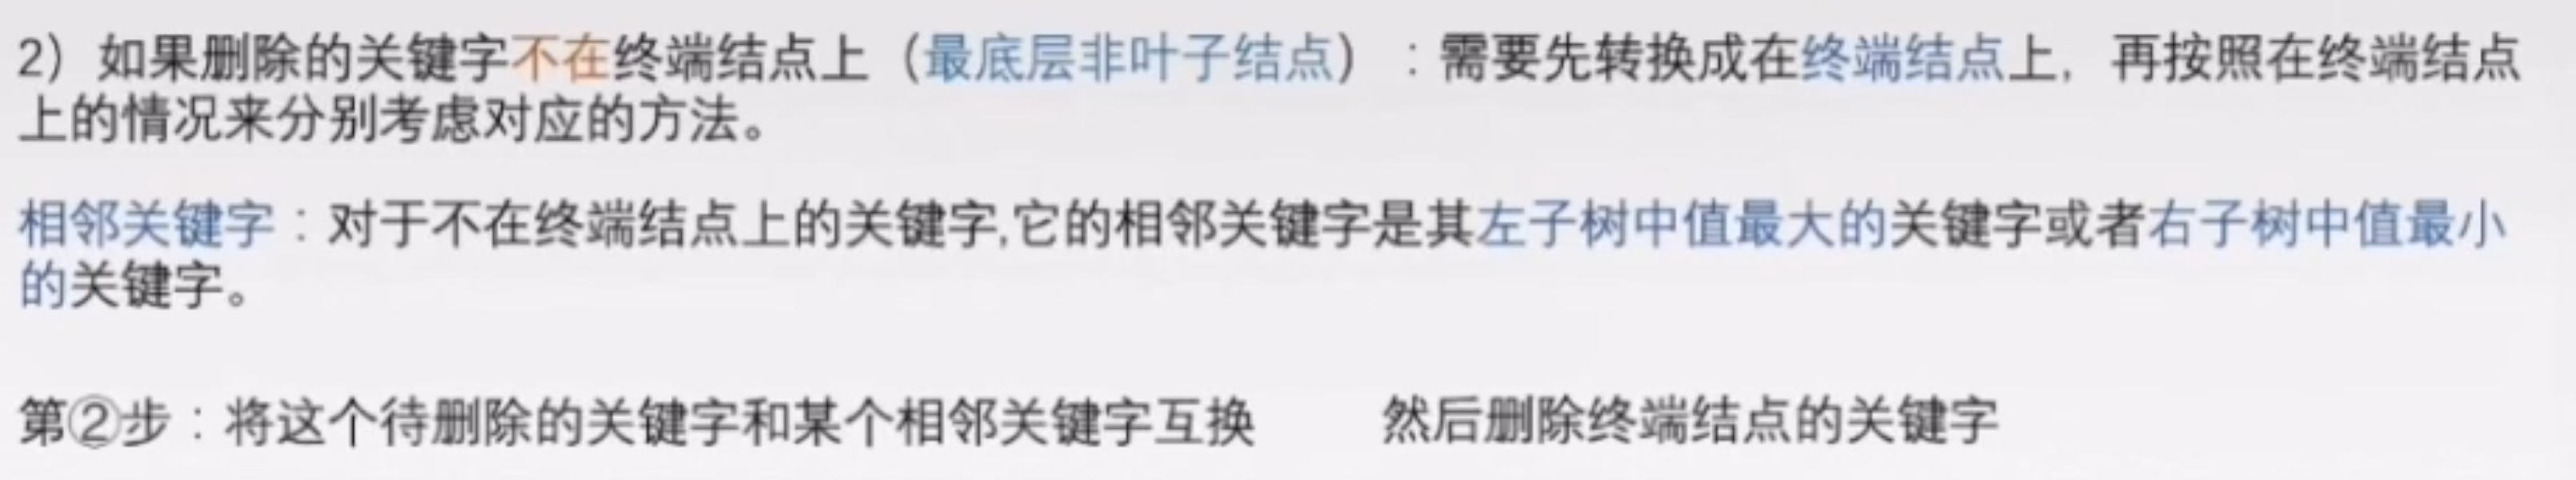 2）如果删除的关键字不在终端结点上（最底层非叶子结点）：需要先转换成在终端结点上，再按照在终端结点
上的情况来分别考虑对应的方法。
相邻关键字：对于不在终端结点上的关键字,它的相邻关键字是其左子树中值最大的关键字或者右子树中值最小
的关键字。
第②步：将这个待删除的关键字和某个相邻关键字互换 然后删除终端结点的关键字